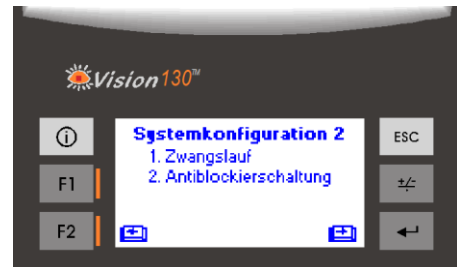 Vision130™
Systemkonfiguration 2
1. Zwangslauf
2. Antiblockierschaltung
F1
F2
ESC
+/-